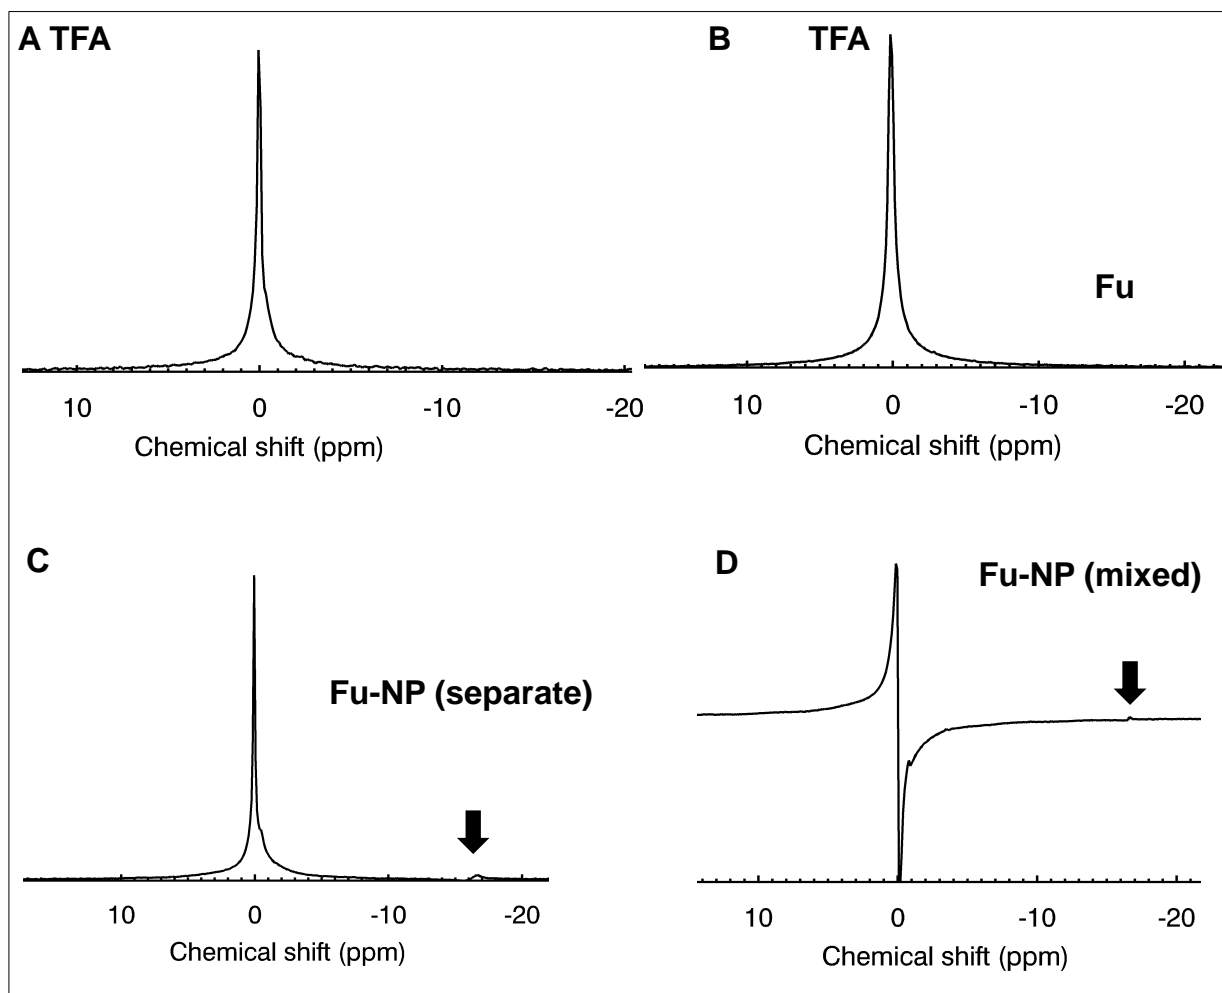 A TFA
B TFA
Fu
10 0 -10 -20
Chemical shift (ppm)
10 0 -10 -20
Chemical shift (ppm)
C
Fu-NP (separate)
10 0 -10 -20
Chemical shift (ppm)
D
Fu-NP (mixed)
10 0 -10 -20
Chemical shift (ppm)